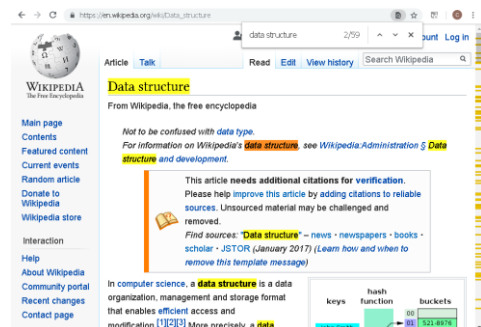 https://en.wikipedia.org/wiki/Data_structure
data structure 2/59
ount Log in
Article Talk Read Edit View history Search Wikipedia
WIKIPEDIA
The Free Encyclopedia
Data structure
From Wikipedia, the free encyclopedia
Main page
Contents
Featured content
Current events
Random article
Donate to
Wikipedia
Wikipedia store
Interaction
Help
About Wikipedia
Community portal
Recent changes
Contact page
Not to be confused with data type.
For information on Wikipedia's data structure, see Wikipedia:Administration § Data
structure and development.
This article needs additional citations for verification.
Please help improve this article by adding citations to reliable
sources. Unsourced material may be challenged and
removed.
Find sources: "Data structure" – news · newspapers · books ·
scholar · JSTOR (January 2017) (Learn how and when to
remove this template message)
In computer science, a data structure is a data
organization, management and storage format
that enables efficient access and
modification.[1][2][3] More precisely, a data
keys hash function buckets
00
01 521-8976